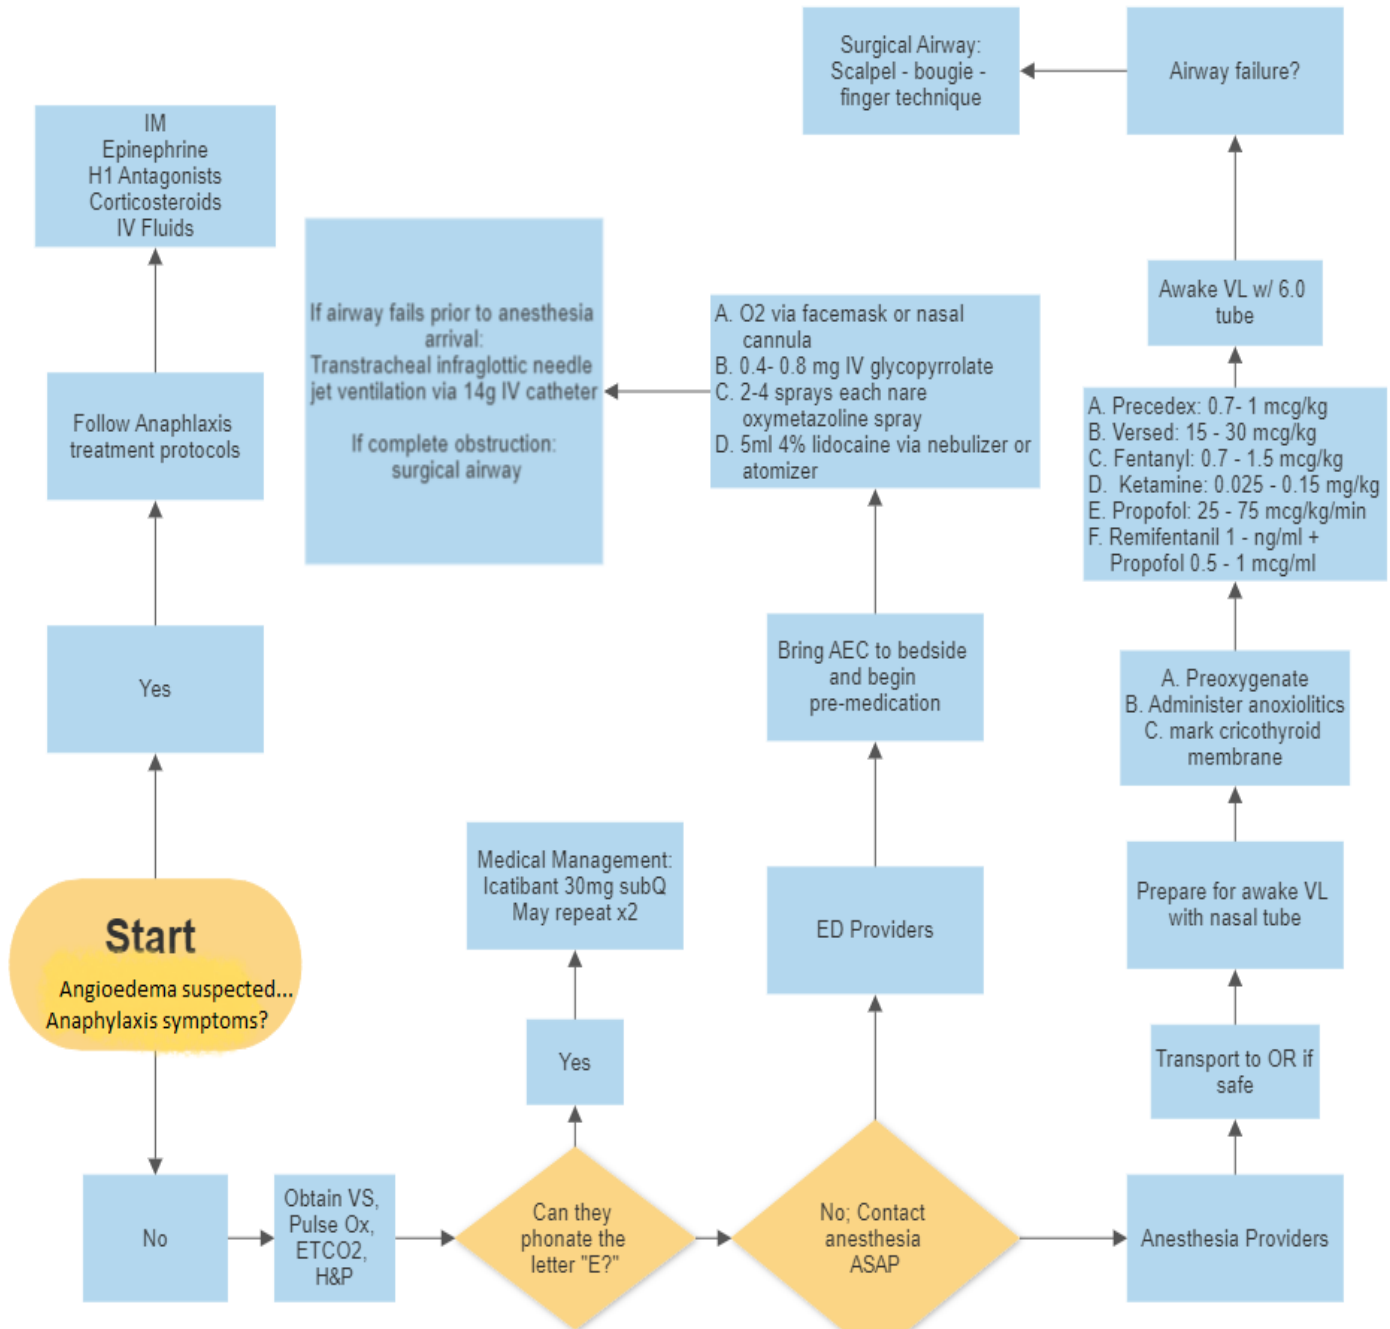 Surgical Airway:
Scalpel - bougie -
finger technique
Airway failure?
IM
Epinephrine
H1 Antagonists
Corticosteroids
IV Fluids
If airway fails prior to anesthesia
arrival:
Transtracheal infraglottic needle
jet ventilation via 14g IV catheter
If complete obstruction:
surgical airway
A. O2 via facemask or nasal
cannula
B. 0.4- 0.8 mg IV glycopyrrolate
C. 2-4 sprays each nare
oxymetazoline spray
D. 5ml 4% lidocaine via nebulizer or
atomizer
Awake VL w/ 6.0
tube
Follow Anaphlaxis
treatment protocols
A. Precedex: 0.7- 1 mcg/kg
B. Versed: 15 - 30 mcg/kg
C. Fentanyl: 0.7 - 1.5 mcg/kg
D. Ketamine: 0.025 - 0.15 mg/kg
E. Propofol: 25 - 75 mcg/kg/min
F. Remifentanil 1 - ng/ml +
Propofol 0.5 - 1 mcg/ml
Yes
Bring AEC to bedside
and begin
pre-medication
A. Preoxygenate
B. Administer anoxiolitics
C. mark cricothyroid
membrane
Medical Management:
Icatibant 30mg subQ
May repeat x2
ED Providers
Prepare for awake VL
with nasal tube
Start
Angioedema suspected...
Anaphylaxis symptoms?
Yes
Transport to OR if
safe
No
Obtain VS,
Pulse Ox,
ETCO2,
H&P
Can they
phonate the
letter "E?"
No; Contact
anesthesia
ASAP
Anesthesia Providers